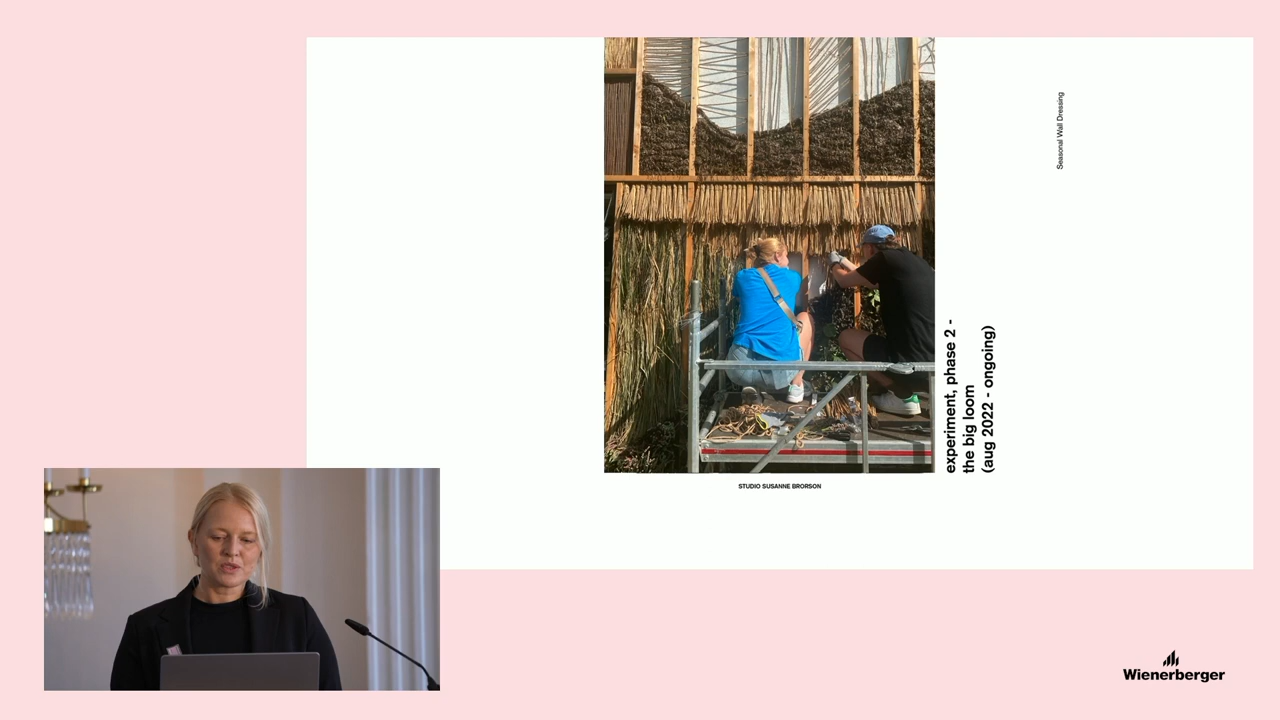 Seasonal Wall Dressing
experiment, phase 2 -
the big loom
(aug 2022 - ongoing)
STUDIO SUSANNE BRORSON
Wienerberger